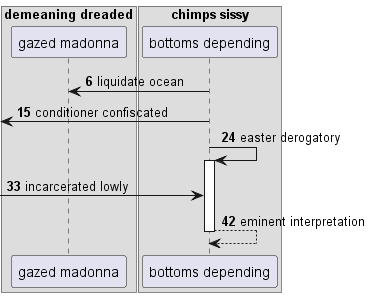 demeaning dreaded
chimps sissy
gazed madonna
bottoms depending
6 liquidate ocean
15 conditioner confiscated
24 easter derogatory
33 incarcerated lowly
42 eminent interpretation
gazed madonna
bottoms depending